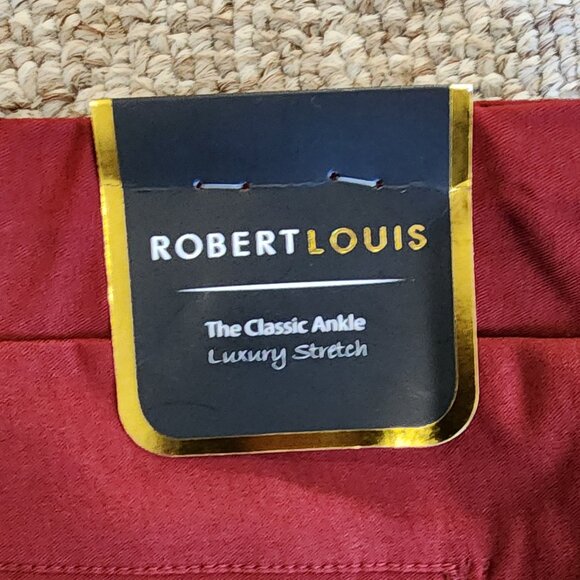 ROBERTLOUIS
The Classic Ankle
Luxury Stretch